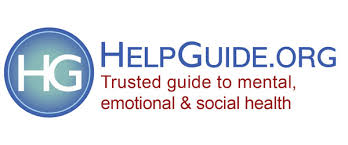 HG
HELPGUIDE.ORG
Trusted guide to mental,
emotional & social health